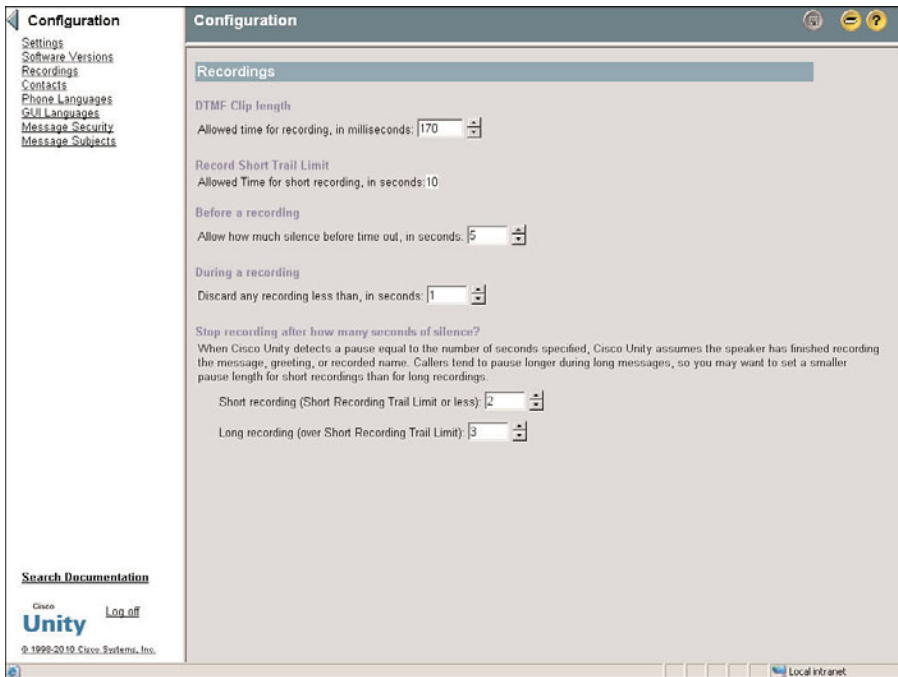 Configuration
Settings
Software Versions
Recordings
Contacts
Phone Languages
GUI Languages
Message Security
Message Subjects
Search Documentation
Cisco
Unity
Log off
© 1998-2010 Cisco Systems, Inc.
Configuration
?
Recordings
DTMF Clip length
Allowed time for recording, in milliseconds: 170
Record Short Trail Limit
Allowed Time for short recording, in seconds:10
Before a recording
Allow how much silence before time out, in seconds. 5
During a recording
Discard any recording less than, in seconds: 1
Stop recording after how many seconds of silence?
When Cisco Unity detects a pause equal to the number of seconds specified, Cisco Unity assumes the speaker has finished recording
the message, greeting, or recorded name. Callers tend to pause longer during long messages, so you may want to set a smaller
pause length for short recordings than for long recordings.
Short recording (Short Recording Trail Limit or less): 2
Long recording (over Short Recording Trail Limit): 3
Local intranet